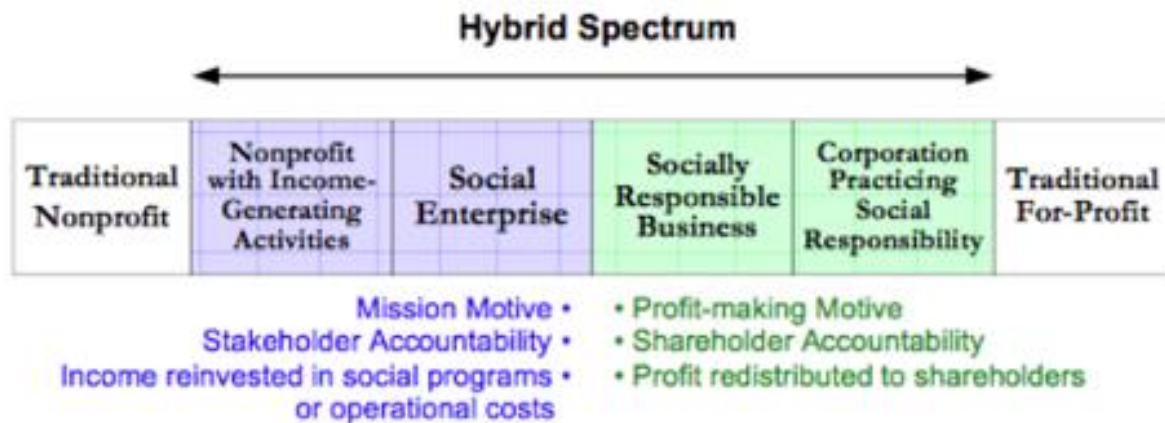 Hybrid Spectrum
Traditional
Nonprofit
Nonprofit
with Income-
Generating
Activities
Social
Enterprise
Socially
Responsible
Business
Corporation
Practicing
Social
Responsibility
Traditional
For-Profit
Mission Motive •
Stakeholder Accountability •
Income reinvested in social programs •
or operational costs
• Profit-making Motive
• Shareholder Accountability
• Profit redistributed to shareholders